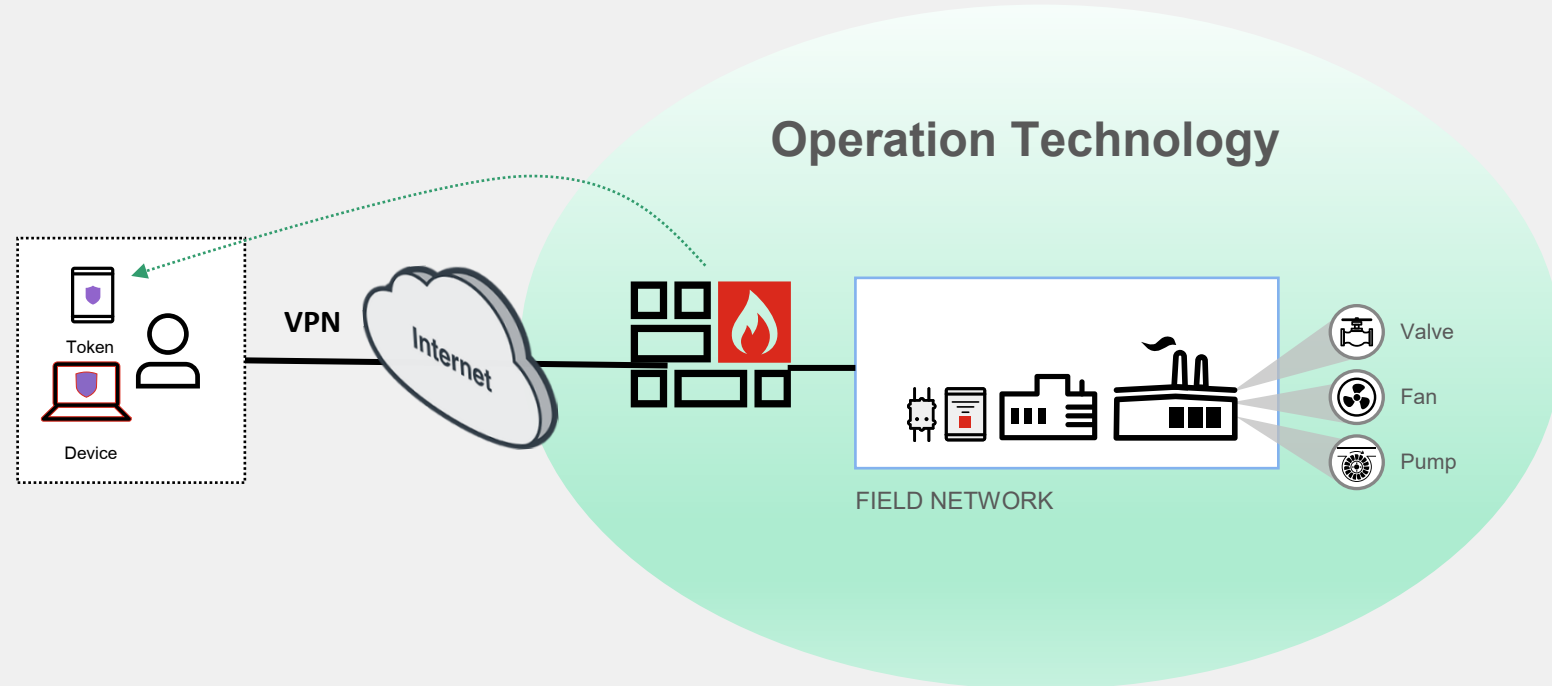 Operation Technology
Token
Device
VPN
Internet
FIELD NETWORK
Valve
Fan
Pump